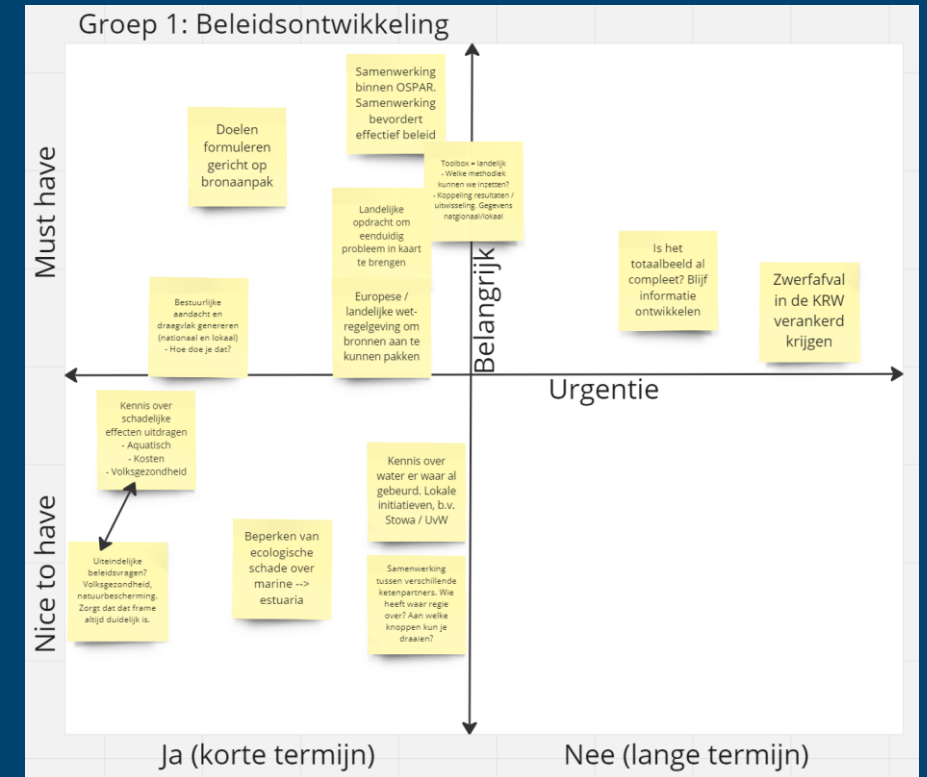 Groep 1: Beleidsontwikkeling
Must have
Nice to have
Samenwerking
binnen OSPAR.
Samenwerking
bevordert
effectief beleid
Doelen
formuleren
gericht op
bronaanpak
Toolbox = landelijk
- Welke methodiek
kunnen we inzetten?
- Koppeling resultaten /
uitwisseling. Gegevens
natgionaal/lokaal
Landelijke
opdracht om
eenduidig
probleem in kaart
te brengen
Is het
totaalbeeld al
compleet? Blijf
informatie
ontwikkelen
Zwerfafval
in de KRW
verankerd
krijgen
Bestuurlijke
aandacht en
draagvlak genereren
(nationaal en lokaal)
- Hoe doe je dat?
Europese /
landelijke wet-
regelgeving om
bronnen aan te
kunnen pakken
Belangrijk
Urgentie
Kennis over
schadelijke
effecten uitdragen
- Aquatisch
- Kosten
- Volksgezondheid
Kennis over
water er waar al
gebeurd. Lokale
initiatieven, b.v.
Stowa / UvW
Beperken van
ecologische
schade over
marine -->
estuaria
Uiteindelijke
beleidsvragen?
Volksgezondheid,
natuurbescherming.
Zorgt dat dat frame
altijd duidelijk is.
Samenwerking
tussen verschillende
ketenpartners. Wie
heeft waar regie
over? Aan welke
knoppen kun je
draaien?
Ja (korte termijn)
Nee (lange termijn)